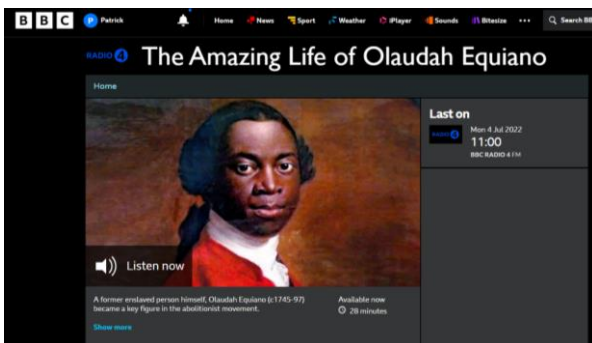 BBC P Patrick Home News Sport Weather iPlayer Sounds Bitesize ••• Search BB
RADIO 4 The Amazing Life of Olaudah Equiano
Home
Last on
RADIO 4
Mon 4 Jul 2022
11:00
BBC RADIO 4 FM
Listen now
A former enslaved person himself, Olaudah Equiano (c1745-97)
became a key figure in the abolitionist movement.
Show more
Available now
28 minutes